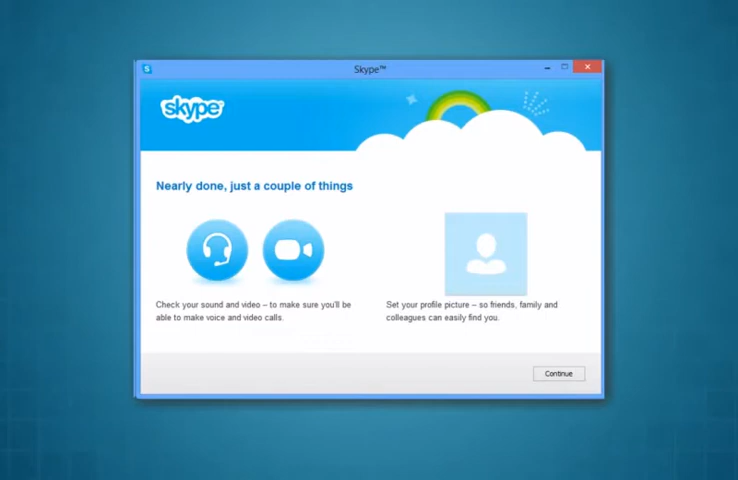 Skype™
skype™
Nearly done, just a couple of things
Check your sound and video – to make sure you'll be
able to make voice and video calls.
Set your profile picture – so friends, family and
colleagues can easily find you.
Continue